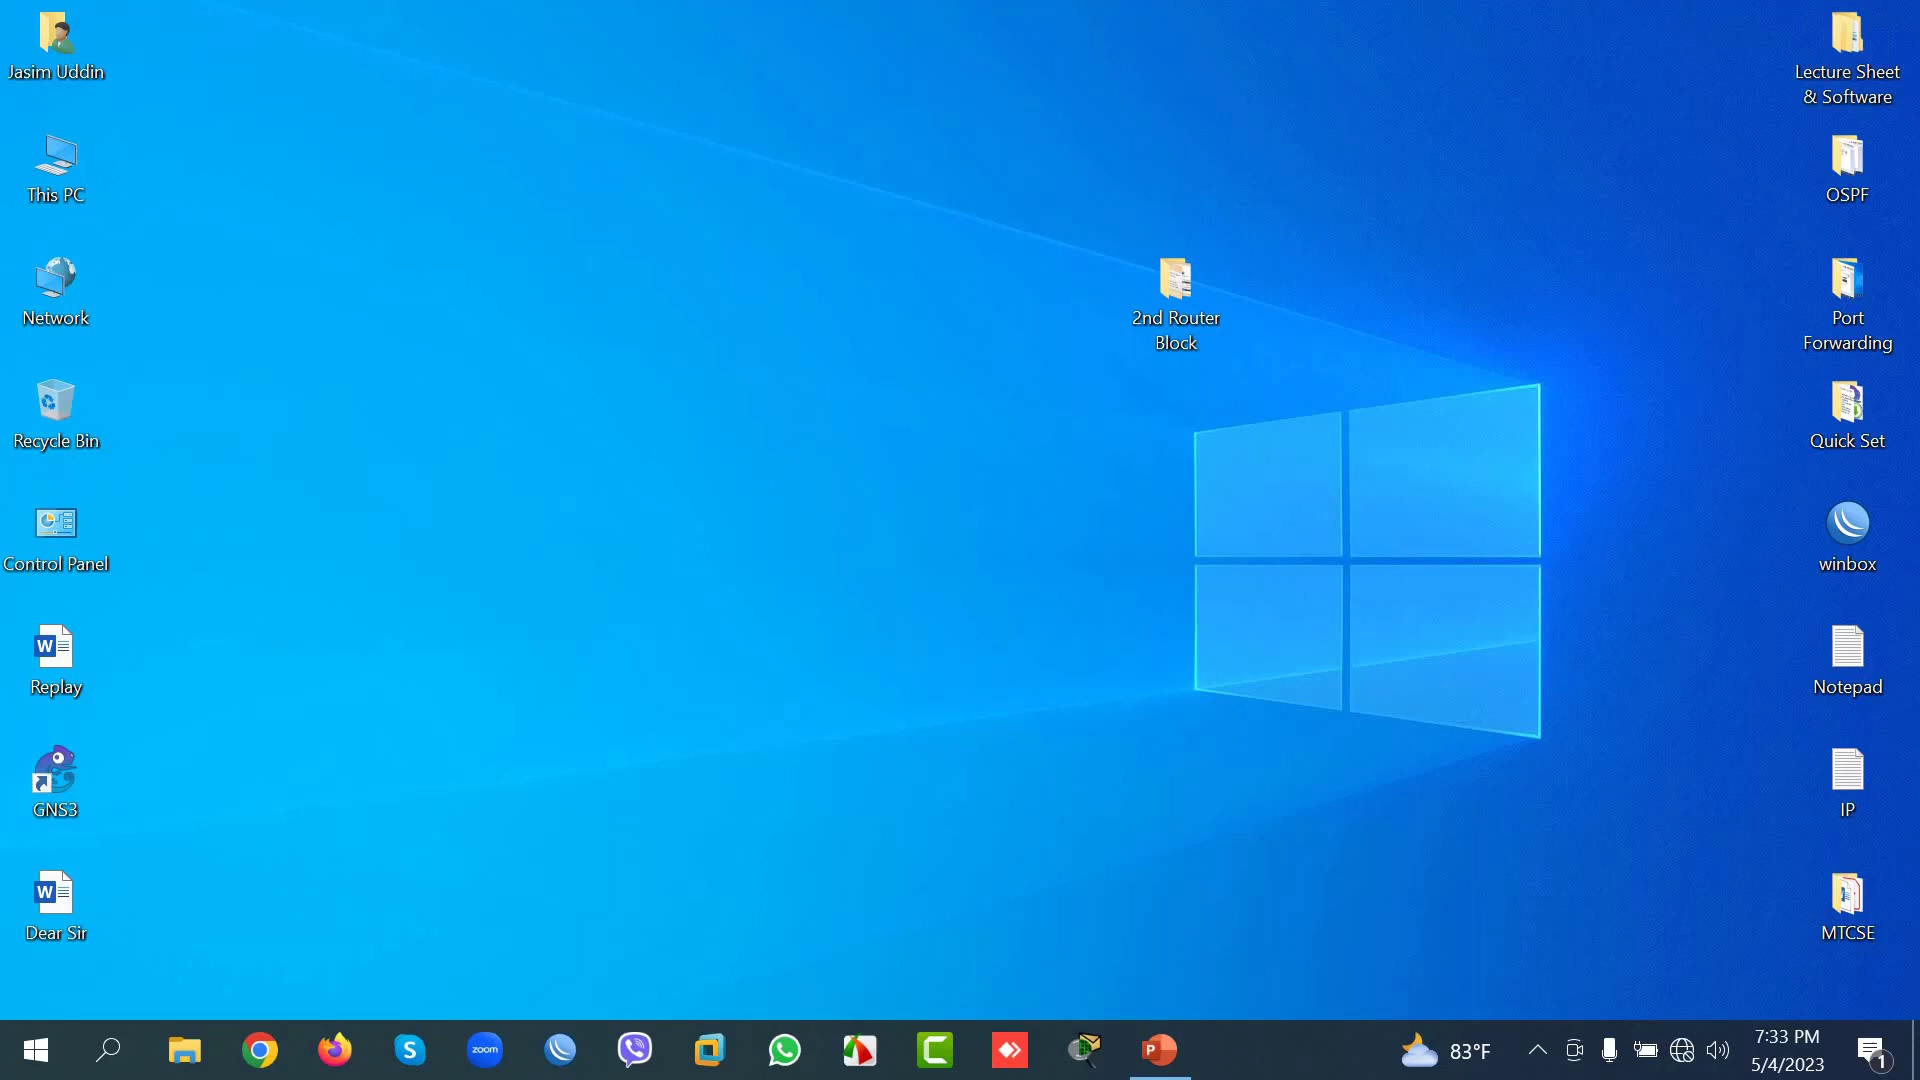 Jasim Uddin
This PC
Network
Recycle Bin
Control Panel
W
Replay
GNS3
W
Dear Sir
2nd Router
Block
Lecture Sheet
& Software
OSPF
Port
Forwarding
Quick Set
winbox
Notepad
IP
MTCSE
S
zoom
C
P
83°F
7:33 PM
5/4/2023
1